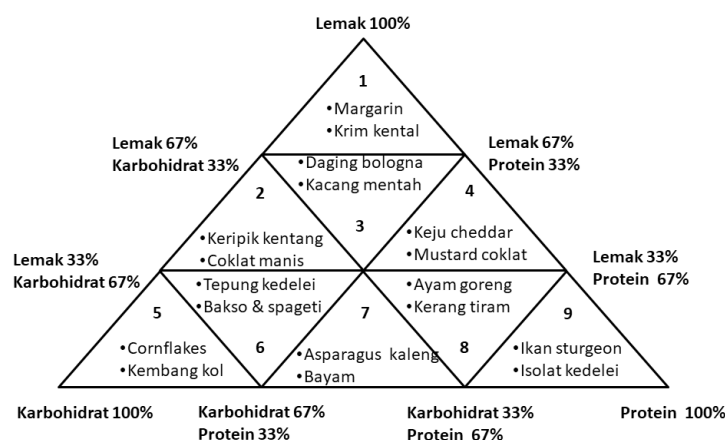 Lemak 100%
1
•Margarin
•Krim kental
Lemak 67%
Karbohidrat 33%
Lemak 67%
Protein 33%
•Daging bologna
•Kacang mentah
2
3
4
•Keripik kentang
•Coklat manis
•Keju cheddar
•Mustard coklat
Lemak 33%
Karbohidrat 67%
Lemak 33%
Protein 67%
•Tepung kedelei
•Bakso & spageti
•Ayam goreng
•Kerang tiram
5
6
7
8
9
•Cornflakes
•Kembang kol
•Asparagus kaleng
•Bayam
•Ikan sturgeon
•Isolat kedelei
Karbohidrat 100%
Karbohidrat 67%
Protein 33%
Karbohidrat 33%
Protein 67%
Protein 100%